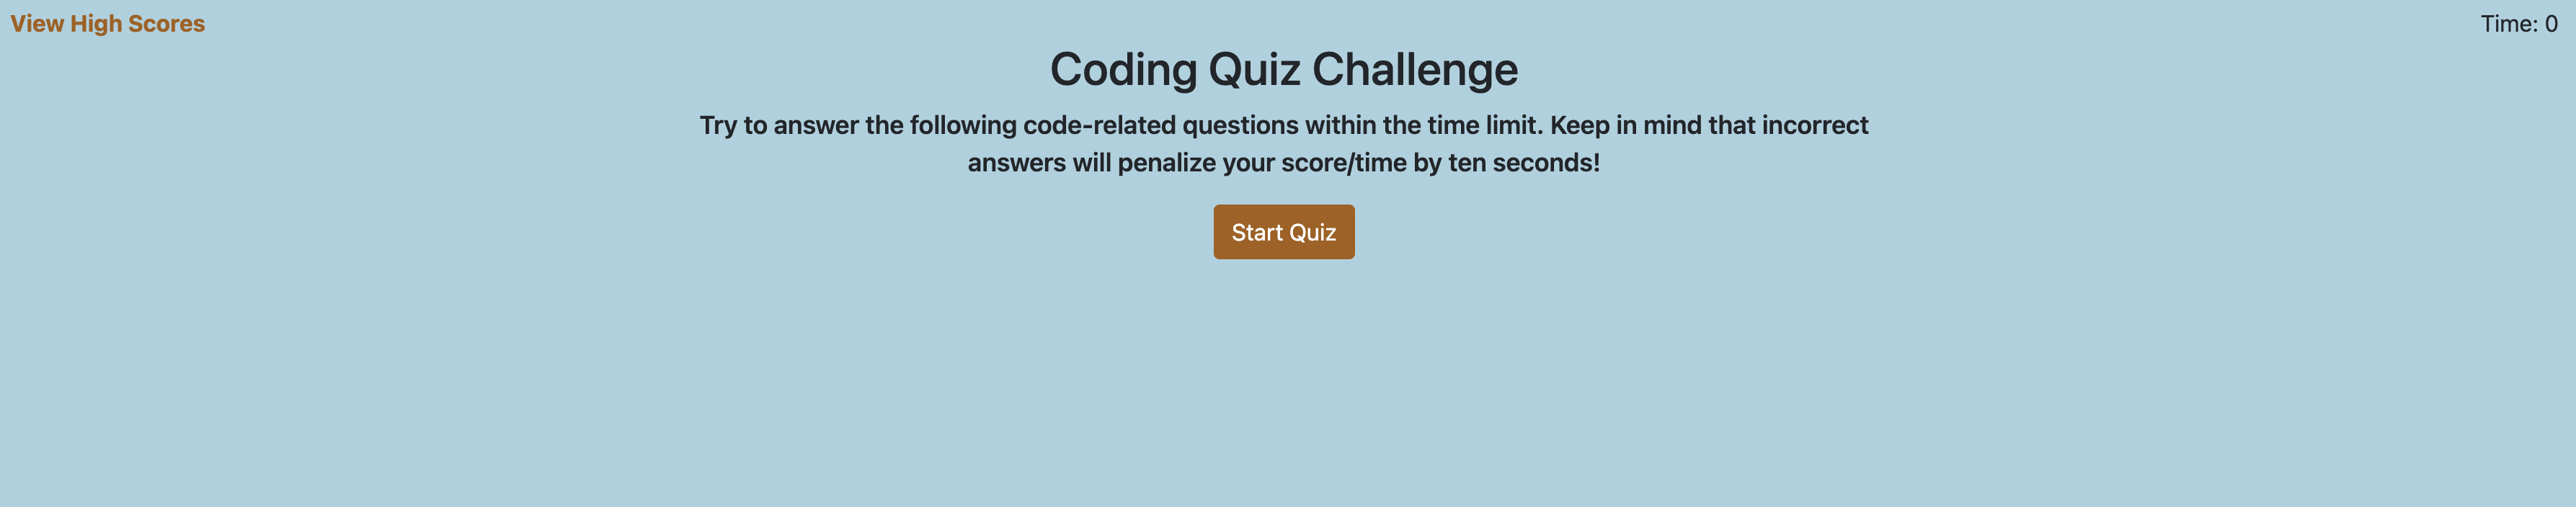 View High Scores
Time: 0
Coding Quiz Challenge
Try to answer the following code-related questions within the time limit. Keep in mind that incorrect
answers will penalize your score/time by ten seconds!
Start Quiz